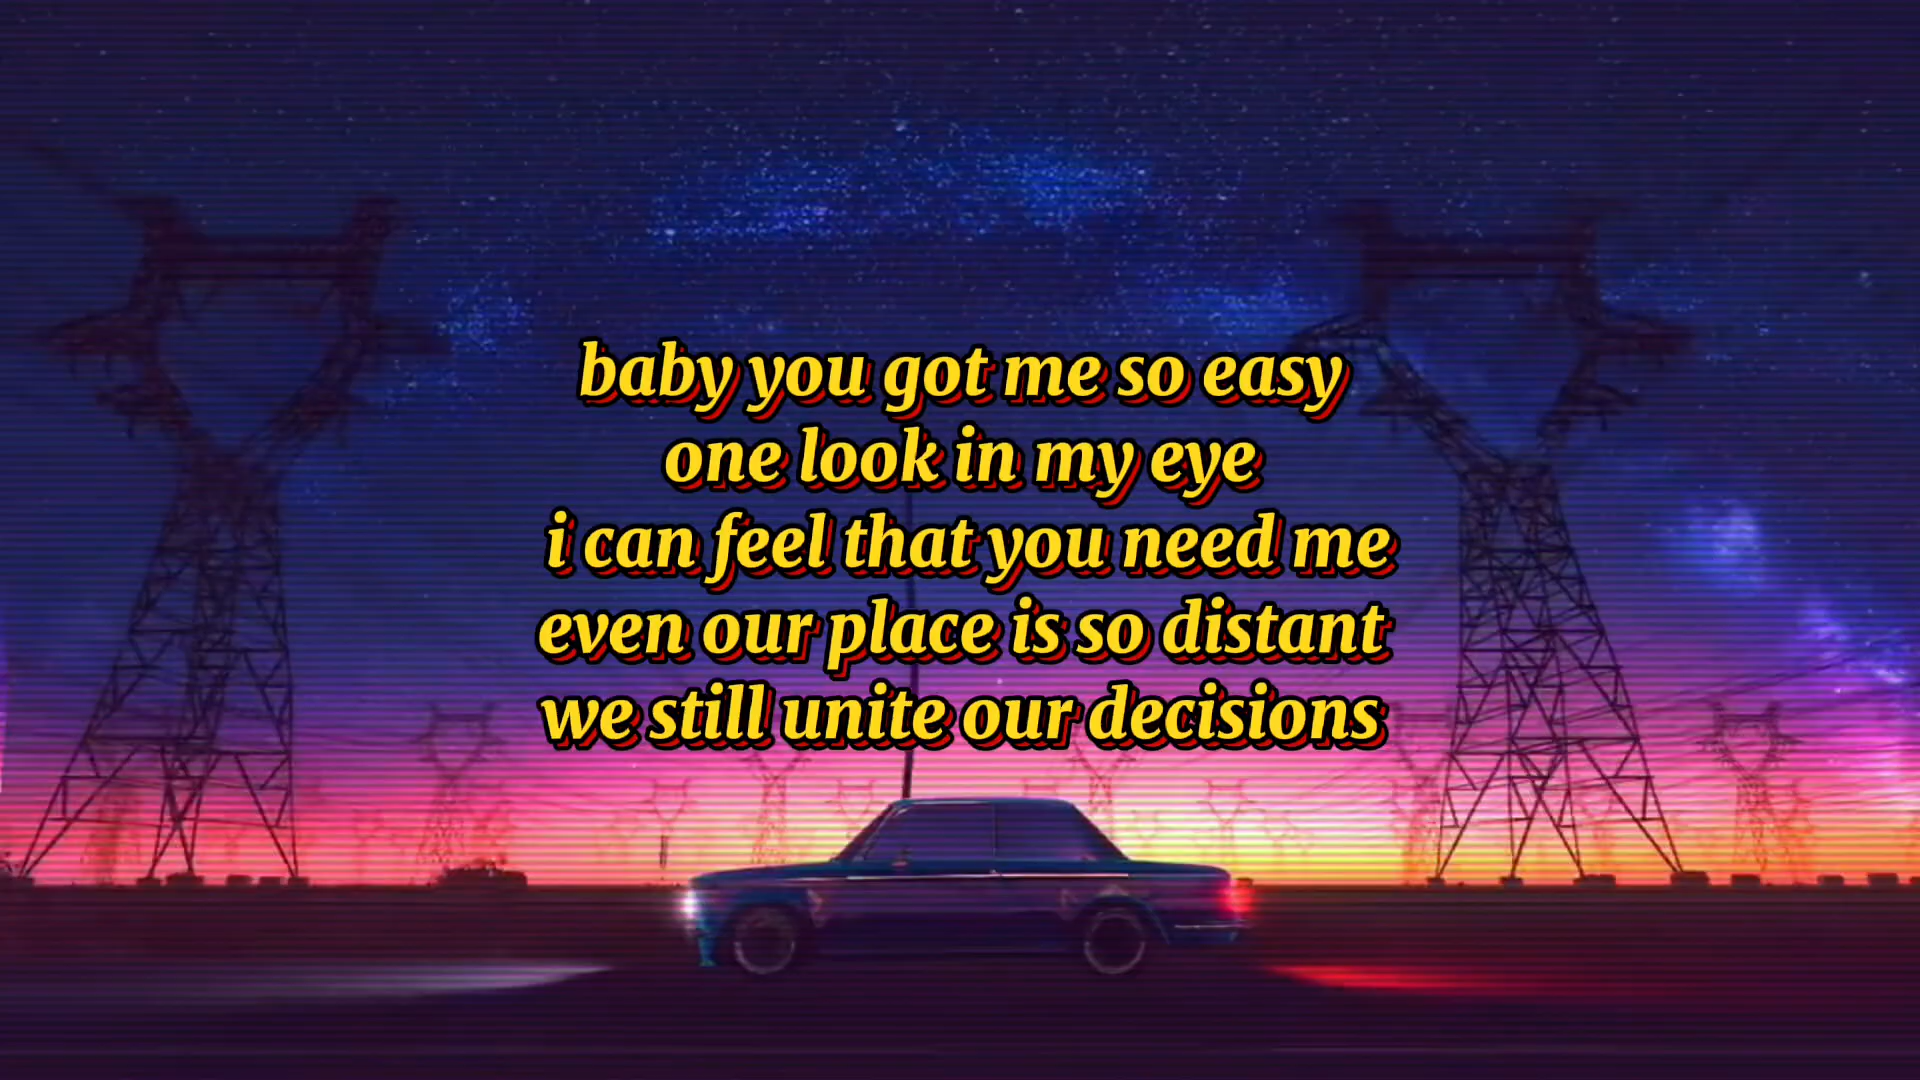 baby you got me so easy
one look in my eye
i can feel that you need me
even our place is so distant
we still unite our decisions